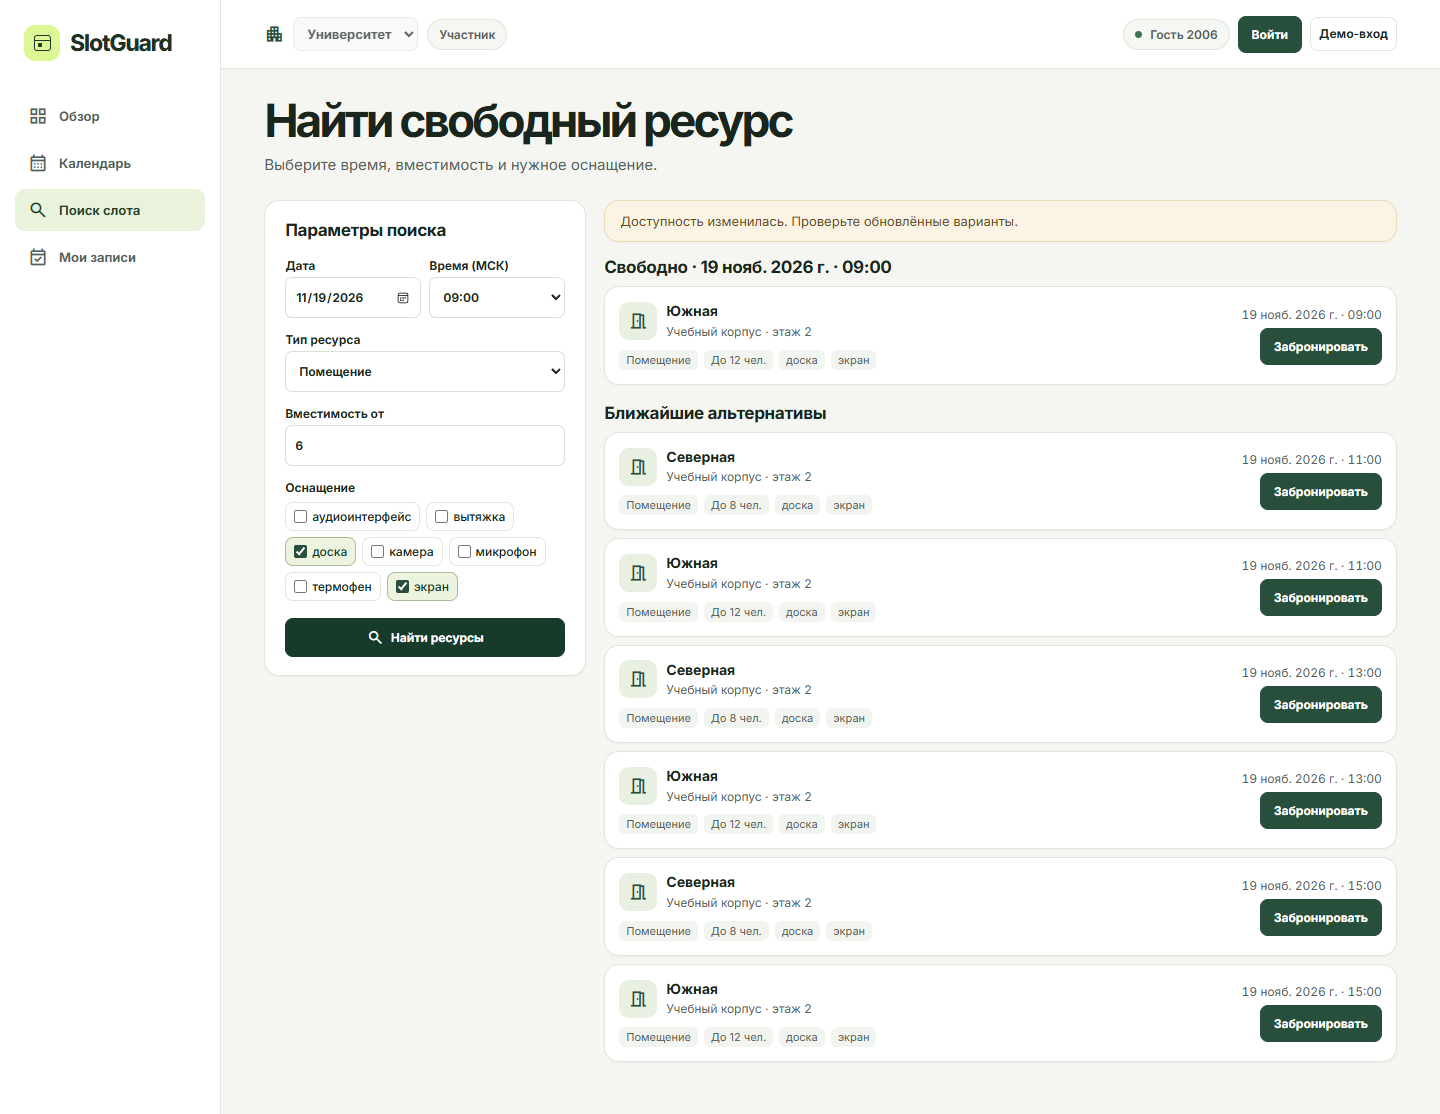 SlotGuard
Обзор
Календарь
Поиск слота
Мои записи
Университет
Участник
Гость 2006
Войти
Демо-вход
Найти свободный ресурс
Выберите время, вместимость и нужное оснащение.
Параметры поиска
Дата
Время (МСК)
11/19/2026
09:00
Тип ресурса
Помещение
Вместимость от
6
Оснащение
аудиоинтерфейс
вытяжка
доска
камера
микрофон
термофен
экран
Найти ресурсы
Доступность изменилась. Проверьте обновлённые варианты.
Свободно · 19 нояб. 2026 г. · 09:00
Южная
Учебный корпус · этаж 2
Помещение
До 12 чел.
доска
экран
19 нояб. 2026 г. · 09:00
Забронировать
Ближайшие альтернативы
Северная
Учебный корпус · этаж 2
Помещение
До 8 чел.
доска
экран
19 нояб. 2026 г. · 11:00
Забронировать
Южная
Учебный корпус · этаж 2
Помещение
До 12 чел.
доска
экран
19 нояб. 2026 г. · 11:00
Забронировать
Северная
Учебный корпус · этаж 2
Помещение
До 8 чел.
доска
экран
19 нояб. 2026 г. · 13:00
Забронировать
Южная
Учебный корпус · этаж 2
Помещение
До 12 чел.
доска
экран
19 нояб. 2026 г. · 13:00
Забронировать
Северная
Учебный корпус · этаж 2
Помещение
До 8 чел.
доска
экран
19 нояб. 2026 г. · 15:00
Забронировать
Южная
Учебный корпус · этаж 2
Помещение
До 12 чел.
доска
экран
19 нояб. 2026 г. · 15:00
Забронировать